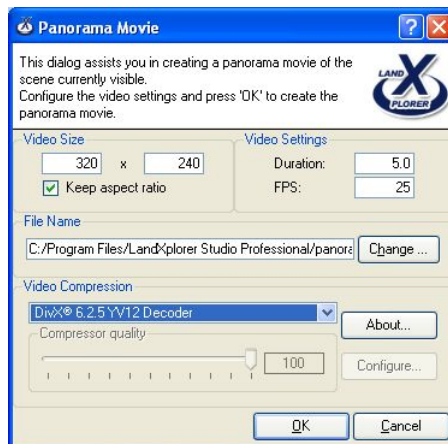 Panorama Movie
This dialog assists you in creating a panorama movie of the
scene currently visible.
Configure the video settings and press 'OK' to create the
panorama movie.
LAND
X
PLORER
Video Size
320 x 240
Keep aspect ratio
Video Settings
Duration: 5.0
FPS: 25
File Name
C:/Program Files/LandXplorer Studio Professional/panora
Change ...
Video Compression
DivX® 6.2.5 YV12 Decoder
About...
Compressor quality
100
Configure...
OK
Cancel